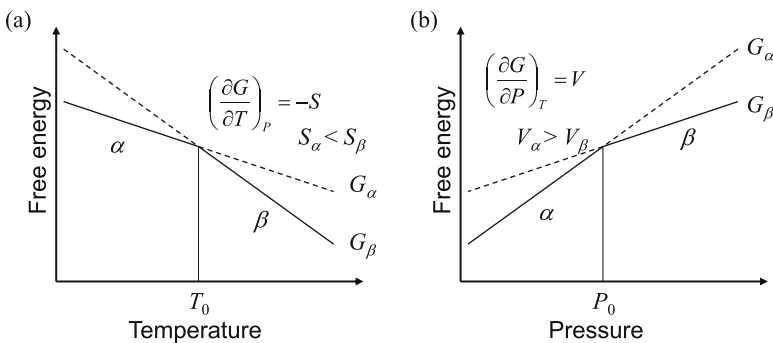 (a)
Free energy
(∂G/∂T)_P = −S
S_α < S_β
α
β
G_α
G_β
T_0
Temperature
(b)
Free energy
(∂G/∂P)_T = V
V_α > V_β
α
β
G_α
G_β
P_0
Pressure